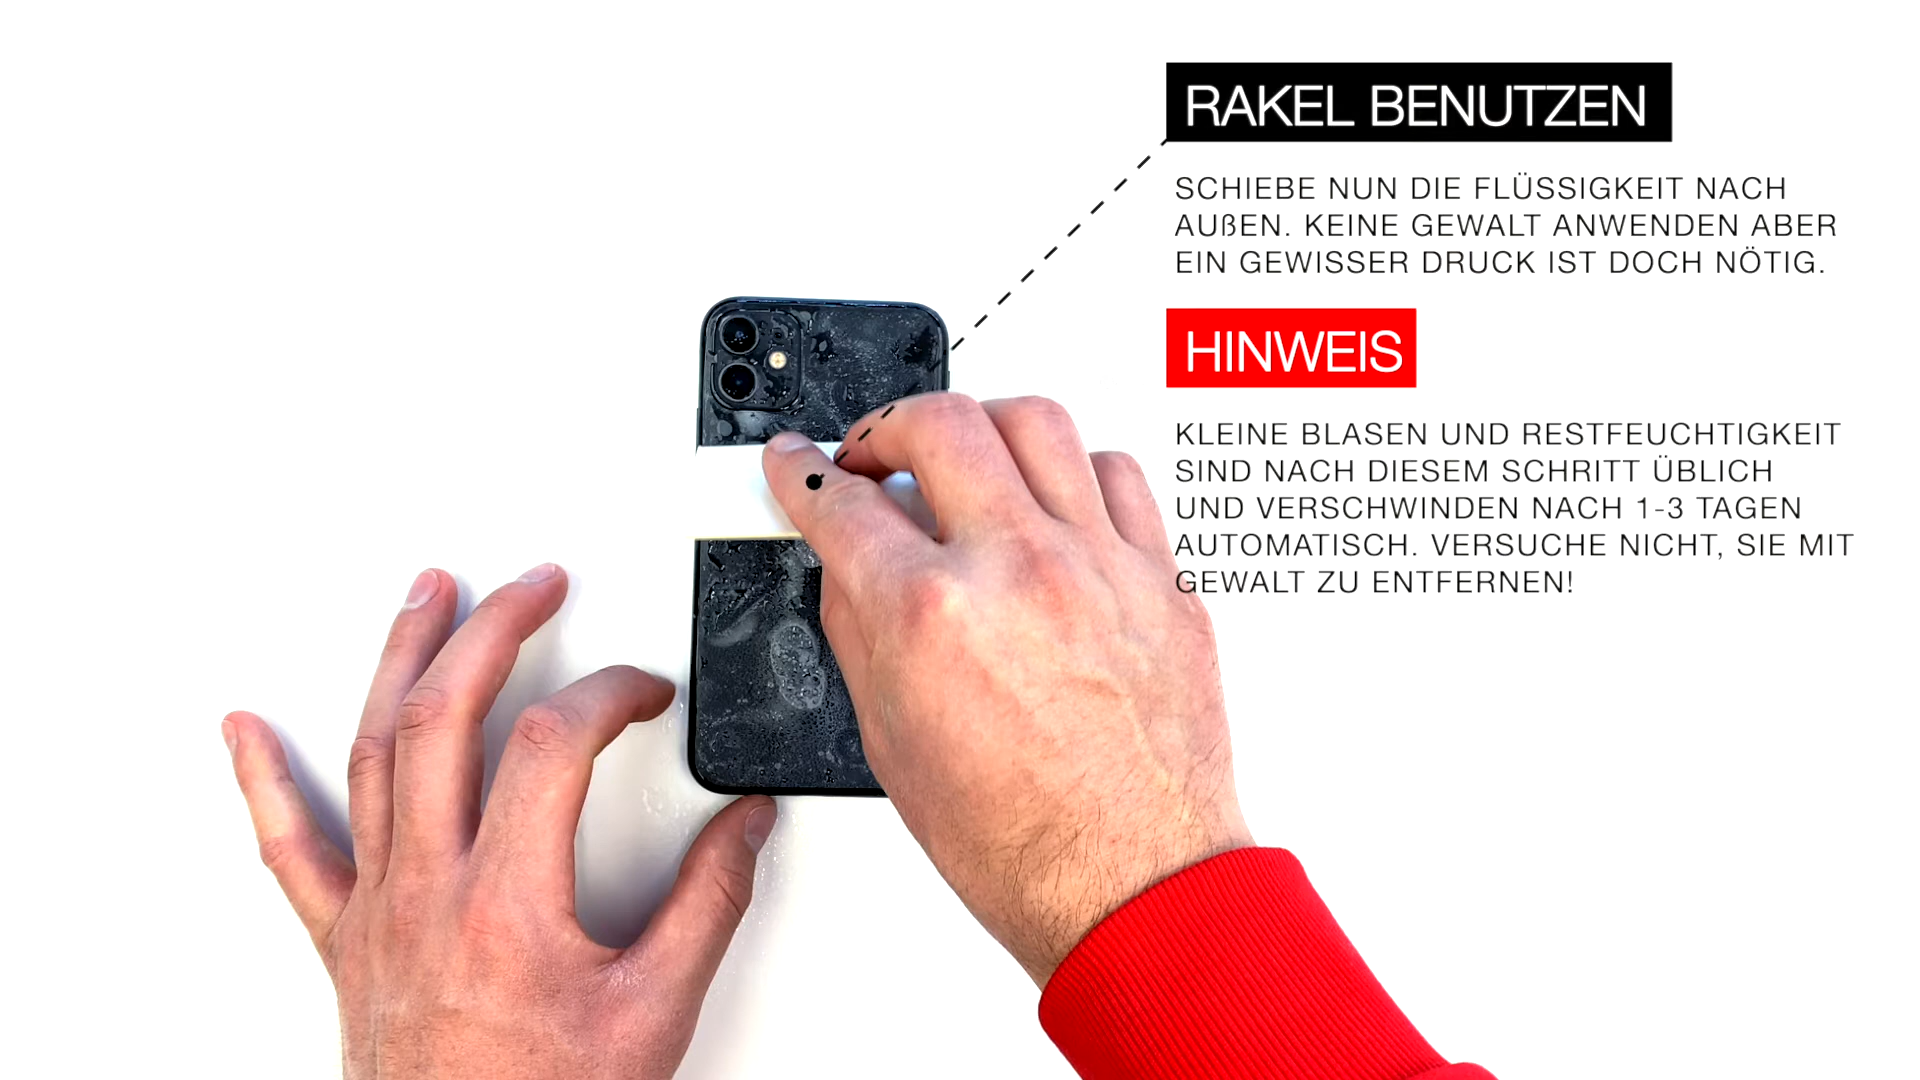 RAKEL BENUTZEN
SCHIEBE NUN DIE FLÜSSIGKEIT NACH
AUßEN. KEINE GEWALT ANWENDEN ABER
EIN GEWISSER DRUCK IST DOCH NÖTIG.
HINWEIS
KLEINE BLASEN UND RESTFEUCHTIGKEIT
SIND NACH DIESEM SCHRITT ÜBLICH
UND VERSCHWINDEN NACH 1-3 TAGEN
AUTOMATISCH. VERSUCHE NICHT, SIE MIT
GEWALT ZU ENTFERNEN!